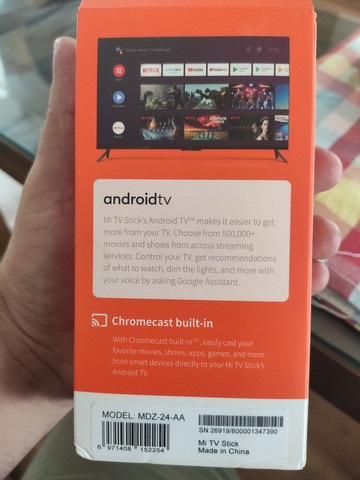 NETFLIX
androidtv
Mi TV Stick's Android TV™ makes it easier to get
more from your TV. Choose from 500,000+
movies and shows from across streaming
services. Control your TV, get recommendations
of what to watch, dim the lights, and more with
your voice by asking Google Assistant.
Chromecast built-in
With Chromecast built-in™ , easily cast your
favorite movies, shows, apps, games, and more
from smart devices directly to your Mi TV Stick's
Android TV.
MODEL: MDZ-24-AA
6 971408 152254
SN 26919/800001347390
Mi TV Stick
Made in China